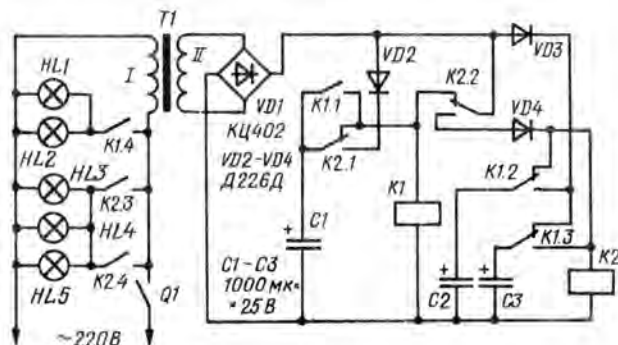 T1
HL1
I
II
VD2
VD3
K2.2
K1.1
VD1
VD4
КЦ402
HL2
K1.4
VD2-VD4
Д226Д
K2.1
HL3
K2.3
K1
K1.2
HL4
C1
K1.3
C1-C3
K2.4
1000 мк×
K2
HL5
Q1
×25В
C2
C3
~220В
+
+
+